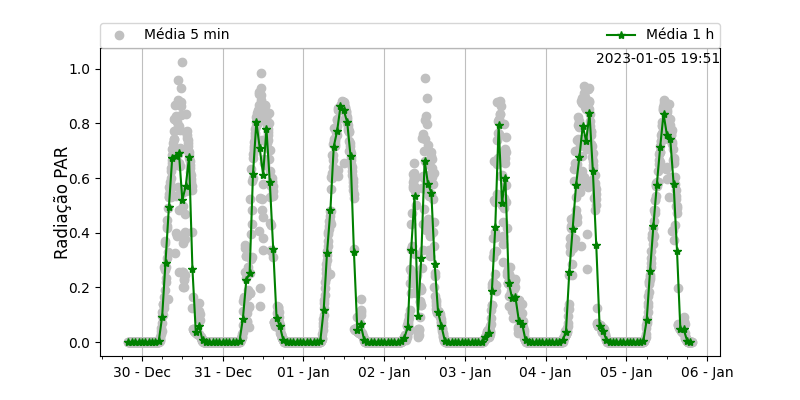 Média 5 min
Média 1 h
2023-01-05 19:51
Radiação PAR
1.0
0.8
0.6
0.4
0.2
0.0
30 - Dec
31 - Dec
01 - Jan
02 - Jan
03 - Jan
04 - Jan
05 - Jan
06 - Jan